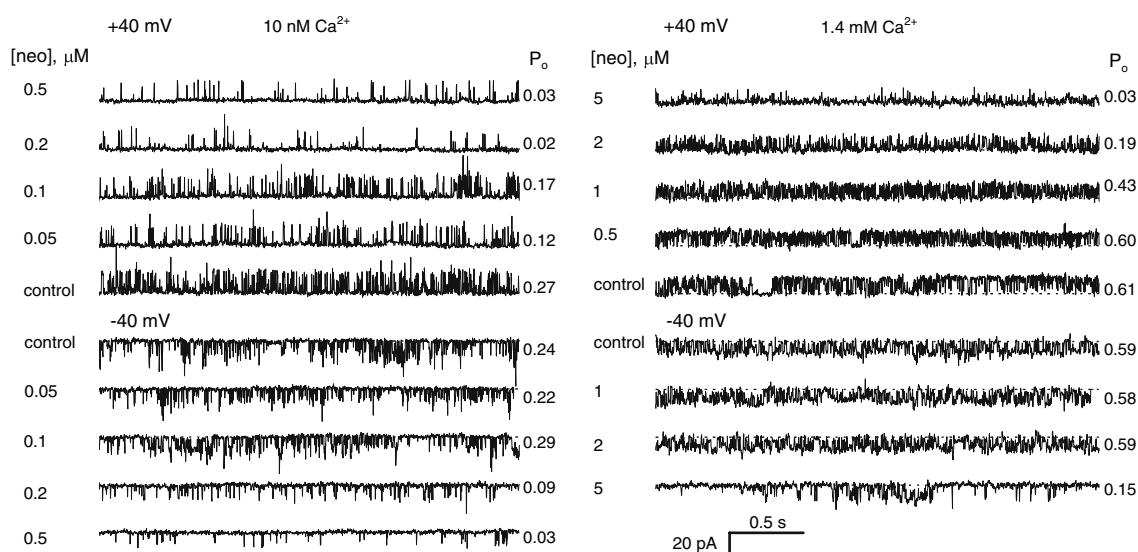 +40 mV 10 nM Ca²⁺
[neo], μM Pₒ
0.5 0.03
0.2 0.02
0.1 0.17
0.05 0.12
control 0.27
-40 mV
control 0.24
0.05 0.22
0.1 0.29
0.2 0.09
0.5 0.03
+40 mV 1.4 mM Ca²⁺
[neo], μM Pₒ
5 0.03
2 0.19
1 0.43
0.5 0.60
control 0.61
-40 mV
control 0.59
1 0.58
2 0.59
5 0.15
0.5 s
20 pA